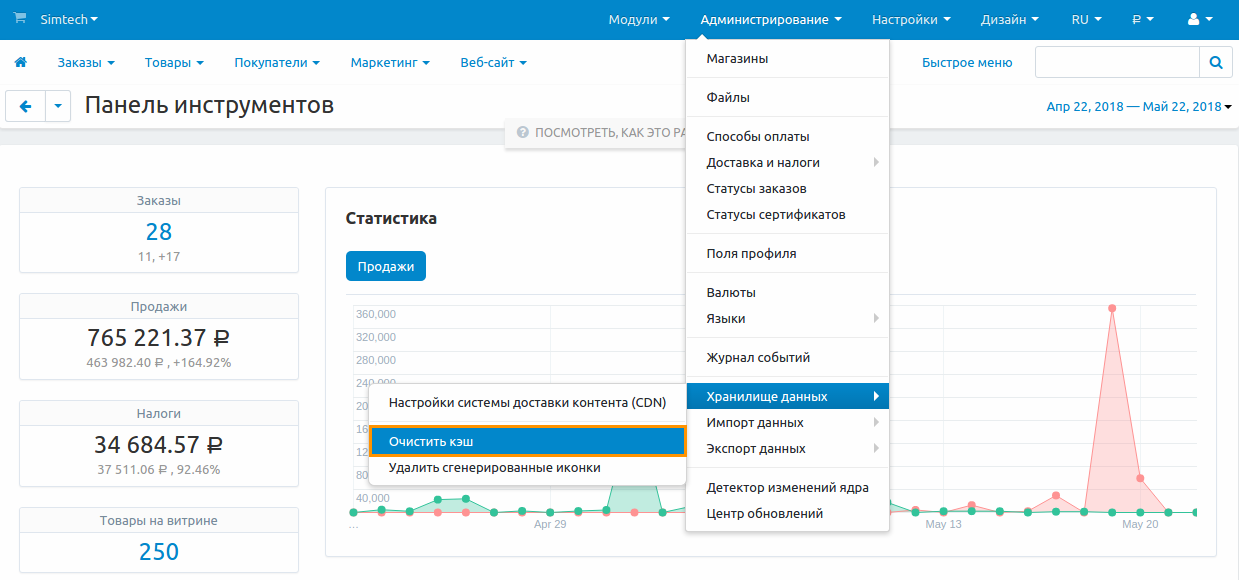 Simtech
Модули
Администрирование
Настройки
Дизайн
RU
₽
Заказы
Товары
Покупатели
Маркетинг
Веб-сайт
Быстрое меню
Панель инструментов
Апр 22, 2018 — Май 22, 2018
ПОСМОТРЕТЬ, КАК ЭТО РА
Магазины
Файлы
Способы оплаты
Доставка и налоги
Статусы заказов
Статусы сертификатов
Поля профиля
Валюты
Языки
Журнал событий
Хранилище данных
Импорт данных
Экспорт данных
Детектор изменений ядра
Центр обновлений
Настройки системы доставки контента (CDN)
Очистить кэш
Удалить сгенерированные иконки
Заказы
28
11, +17
Продажи
765 221.37 ₽
463 982.40 ₽ , +164.92%
Налоги
34 684.57 ₽
37 511.06 ₽ , 92.46%
Товары на витрине
250
Статистика
Продажи
360,000
320,000
280,000
240,000
20
16
12
80
40,000
...
Apr 29
May 13
May 20